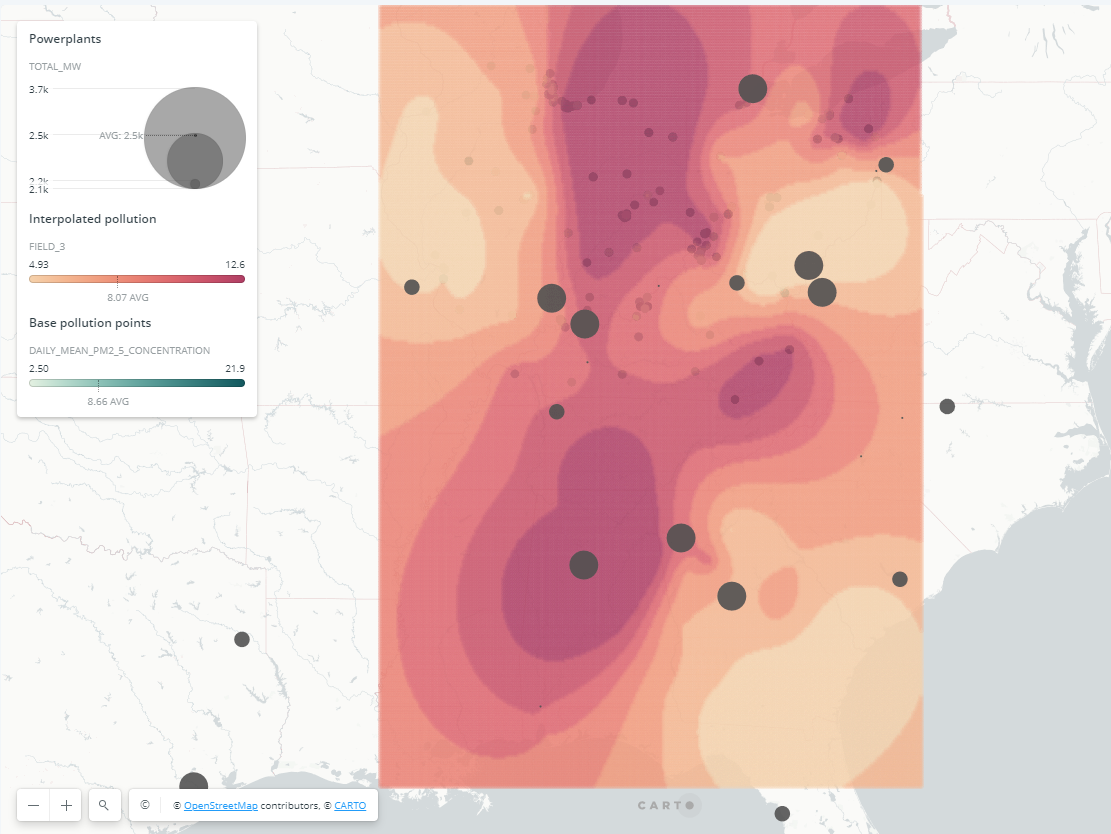 Powerplants
TOTAL_MW
3.7k
2.5k
AVG: 2.5k
2.2k
2.1k
Interpolated pollution
FIELD_3
4.93 12.6
8.07 AVG
Base pollution points
DAILY_MEAN_PM2_5_CONCENTRATION
2.50 21.9
8.66 AVG
© © OpenStreetMap contributors, © CARTO
CARTO